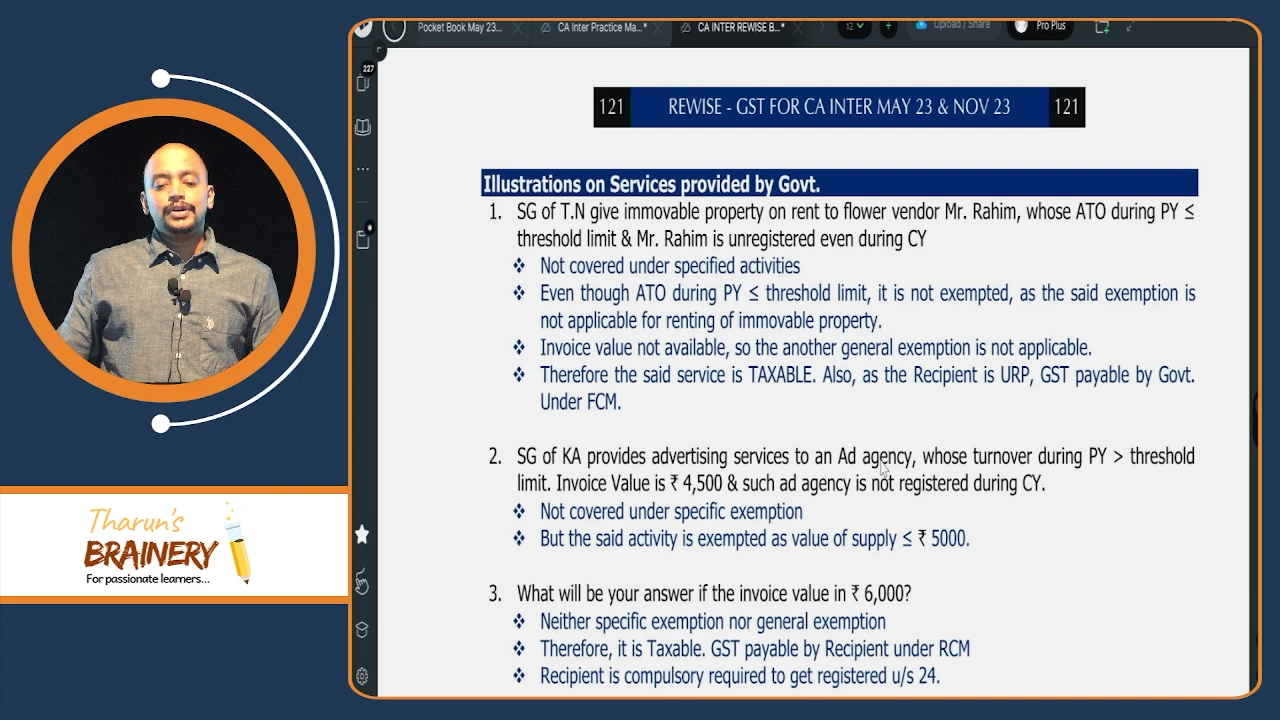 Pocket Book May 23...
CA Inter Practice Ma...*
CA INTER REWISE B...*
12
Upload / Share
Pro Plus
227
121 REWISE - GST FOR CA INTER MAY 23 & NOV 23 121
Illustrations on Services provided by Govt.
1. SG of T.N give immovable property on rent to flower vendor Mr. Rahim, whose ATO during PY ≤
threshold limit & Mr. Rahim is unregistered even during CY
❖ Not covered under specified activities
❖ Even though ATO during PY ≤ threshold limit, it is not exempted, as the said exemption is
not applicable for renting of immovable property.
❖ Invoice value not available, so the another general exemption is not applicable.
❖ Therefore the said service is TAXABLE. Also, as the Recipient is URP, GST payable by Govt.
Under FCM.
2. SG of KA provides advertising services to an Ad agency, whose turnover during PY > threshold
limit. Invoice Value is ₹ 4,500 & such ad agency is not registered during CY.
❖ Not covered under specific exemption
❖ But the said activity is exempted as value of supply ≤ ₹ 5000.
3. What will be your answer if the invoice value in ₹ 6,000?
❖ Neither specific exemption nor general exemption
❖ Therefore, it is Taxable. GST payable by Recipient under RCM
❖ Recipient is compulsory required to get registered u/s 24.
Tharun's
BRAINERY
For passionate learners...